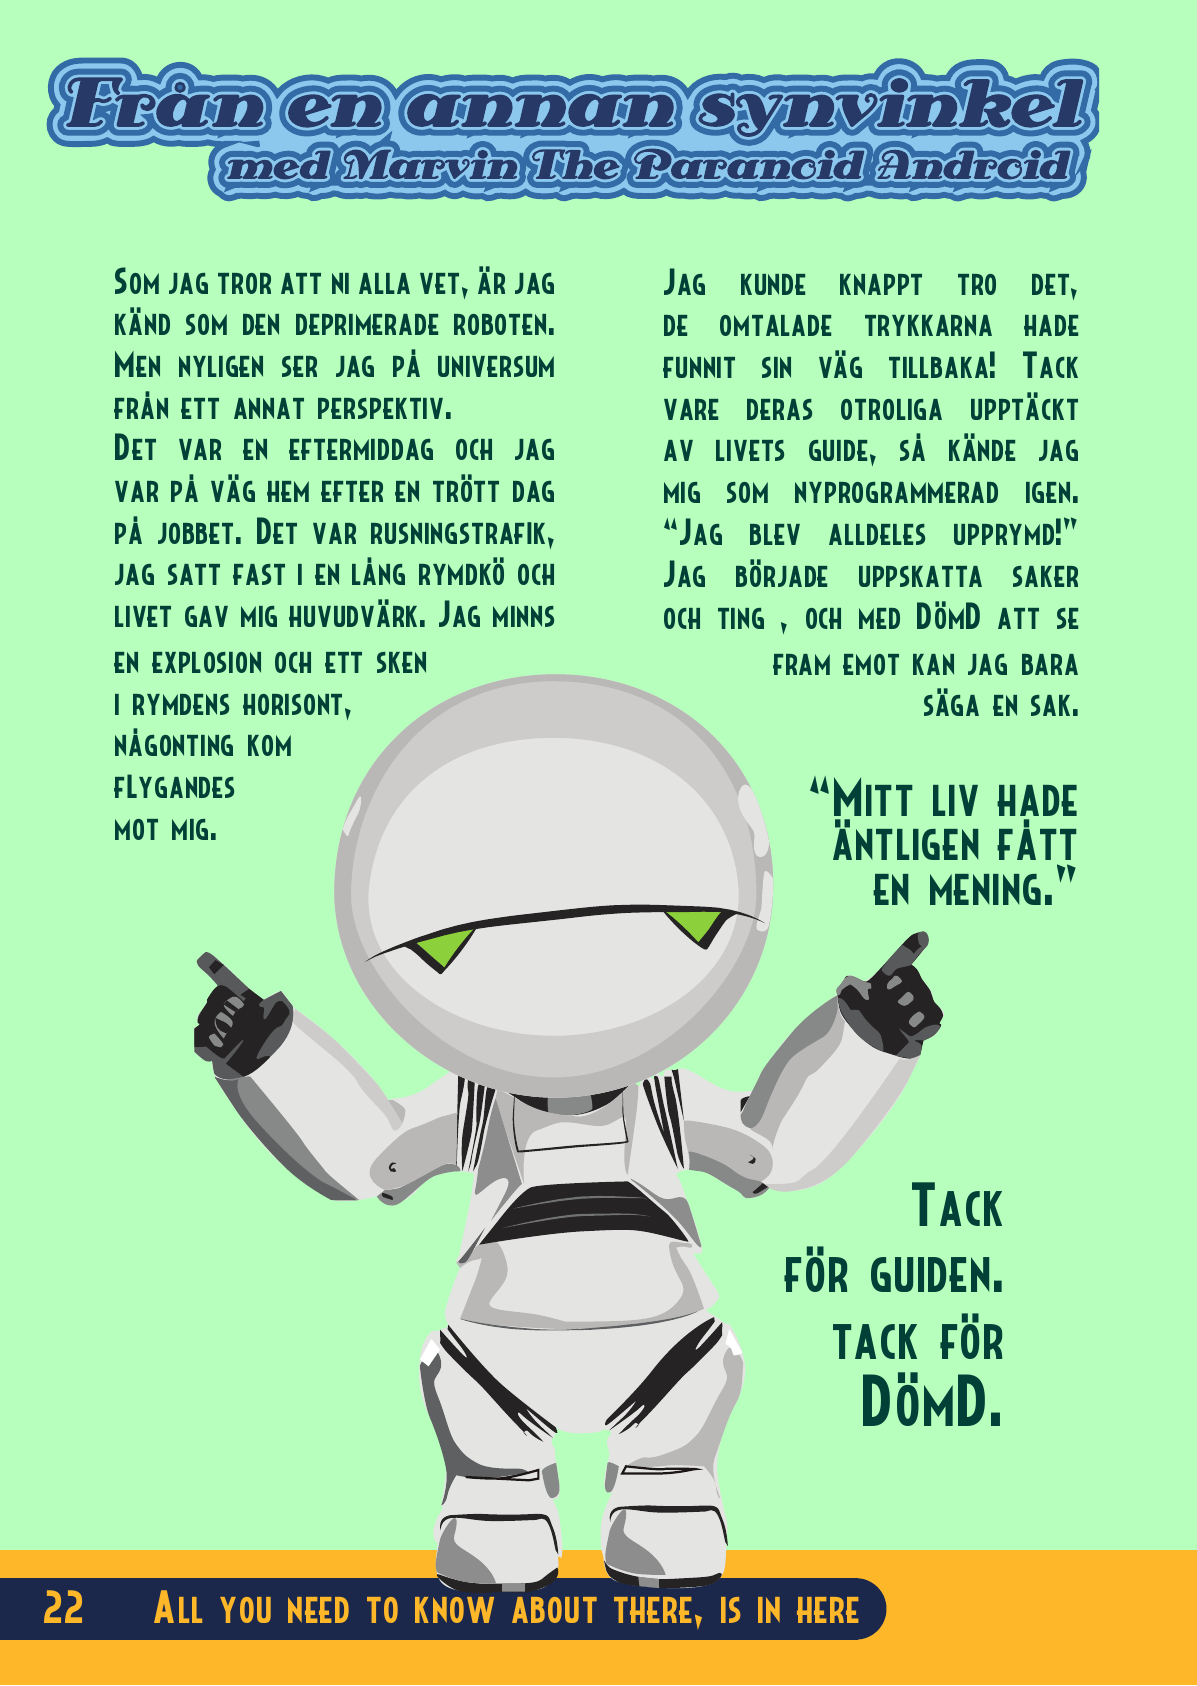 Från en annan synvinkel
med Marvin The Paranoid Android
Som jag tror att ni alla vet, är jag
känd som den deprimerade roboten.
Men nyligen ser jag på universum
från ett annat perspektiv.
Det var en eftermiddag och jag
var på väg hem efter en trött dag
på jobbet. Det var rusningstrafik,
jag satt fast i en lång rymdkö och
livet gav mig huvudvärk. Jag minns
en explosion och ett sken
i rymdens horisont,
någonting kom
flygandes
mot mig.
Jag kunde knappt tro det,
de omtalade trykkarna hade
funnit sin väg tillbaka! Tack
vare deras otroliga upptäckt
av livets guide, så kände jag
mig som nyprogrammerad igen.
“Jag blev alldeles upprymd!”
Jag började uppskatta saker
och ting , och med DömD att se
fram emot kan jag bara
säga en sak.
“Mitt liv hade
äntligen fått
en mening.”
Tack
för guiden.
tack för
DömD.
22 All you need to know about there, is in here